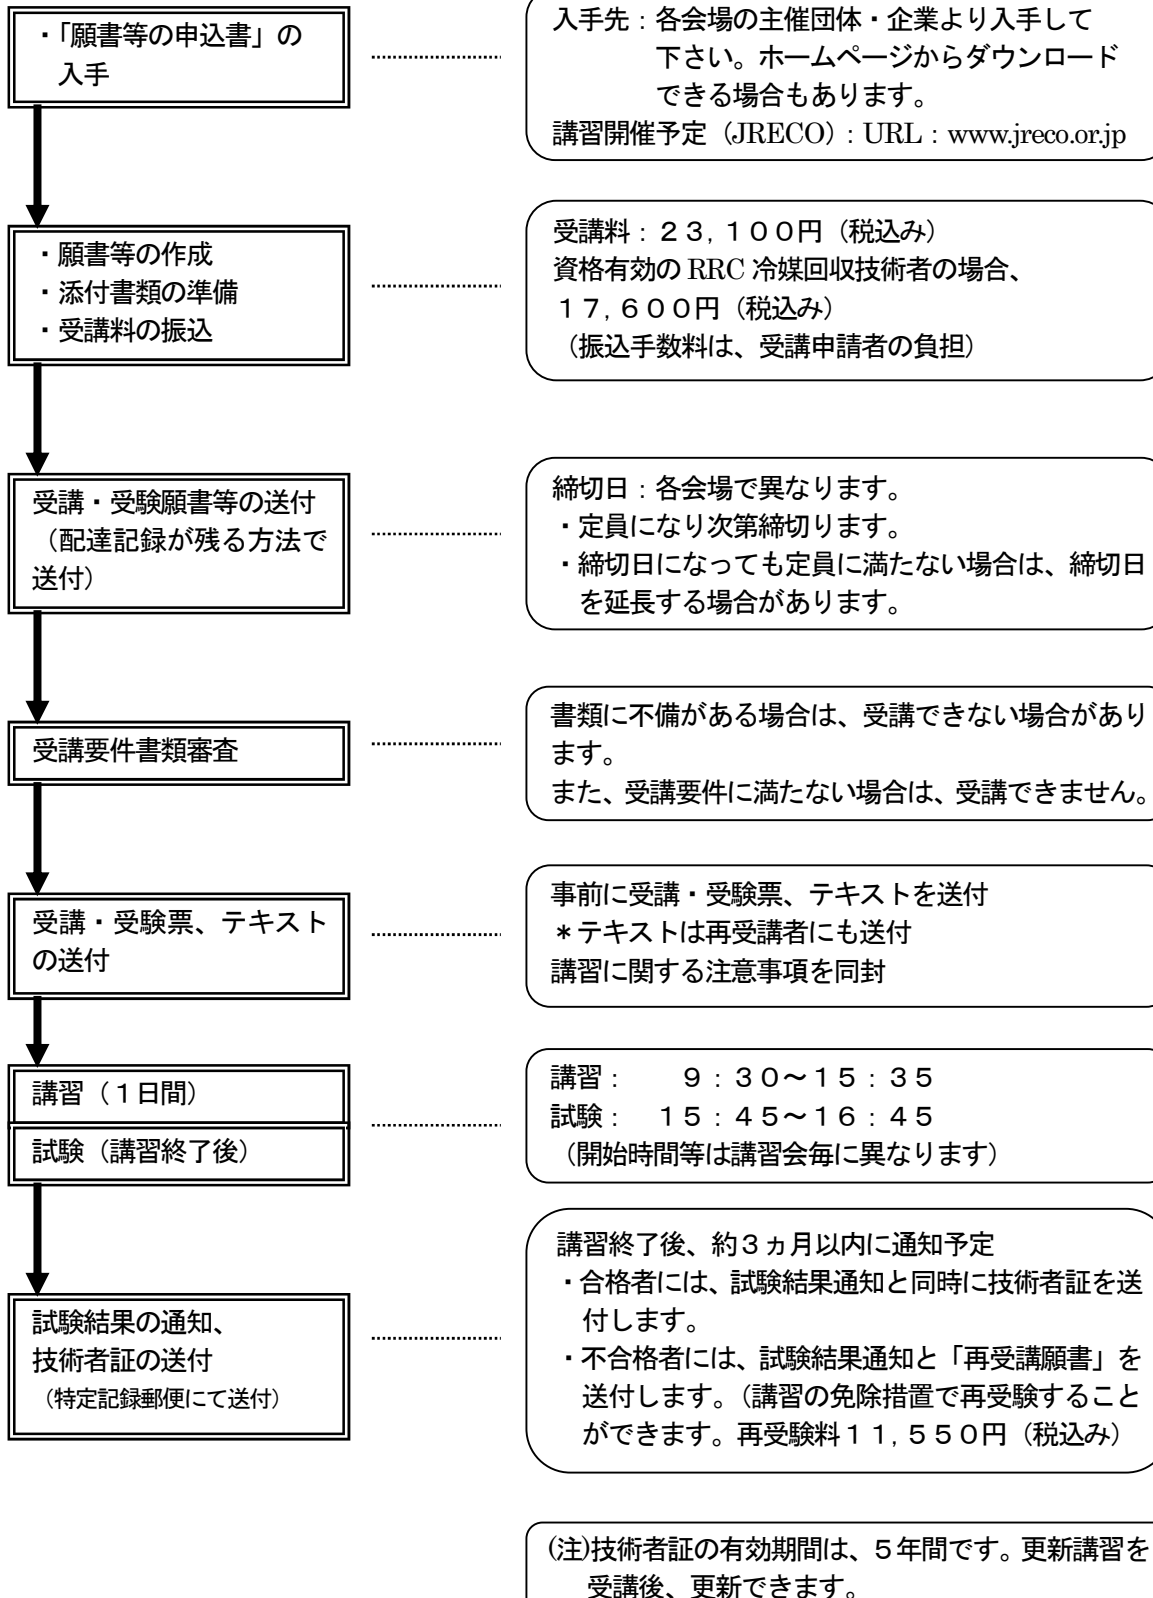 ・「願書等の申込書」の
入手
入手先：各会場の主催団体・企業より入手して
下さい。ホームページからダウンロード
できる場合もあります。
講習開催予定（JRECO）：URL：www.jreco.or.jp
・願書等の作成
・添付書類の準備
・受講料の振込
受講料：２３，１００円（税込み）
資格有効の RRC 冷媒回収技術者の場合、
１７，６００円（税込み）
（振込手数料は、受講申請者の負担）
受講・受験願書等の送付
（配達記録が残る方法で
送付）
締切日：各会場で異なります。
・定員になり次第締切ります。
・締切日になっても定員に満たない場合は、締切日
を延長する場合があります。
受講要件書類審査
書類に不備がある場合は、受講できない場合があり
ます。
また、受講要件に満たない場合は、受講できません。
受講・受験票、テキスト
の送付
事前に受講・受験票、テキストを送付
＊テキストは再受講者にも送付
講習に関する注意事項を同封
講習（１日間）
試験（講習終了後）
講習：　９：３０～１５：３５
試験：　１５：４５～１６：４５
（開始時間等は講習会毎に異なります）
試験結果の通知、
技術者証の送付
（特定記録郵便にて送付）
講習終了後、約３ヵ月以内に通知予定
・合格者には、試験結果通知と同時に技術者証を送
付します。
・不合格者には、試験結果通知と「再受講願書」を
送付します。（講習の免除措置で再受験すること
ができます。再受験料１１，５５０円（税込み）
(注)技術者証の有効期間は、５年間です。更新講習を
受講後、更新できます。